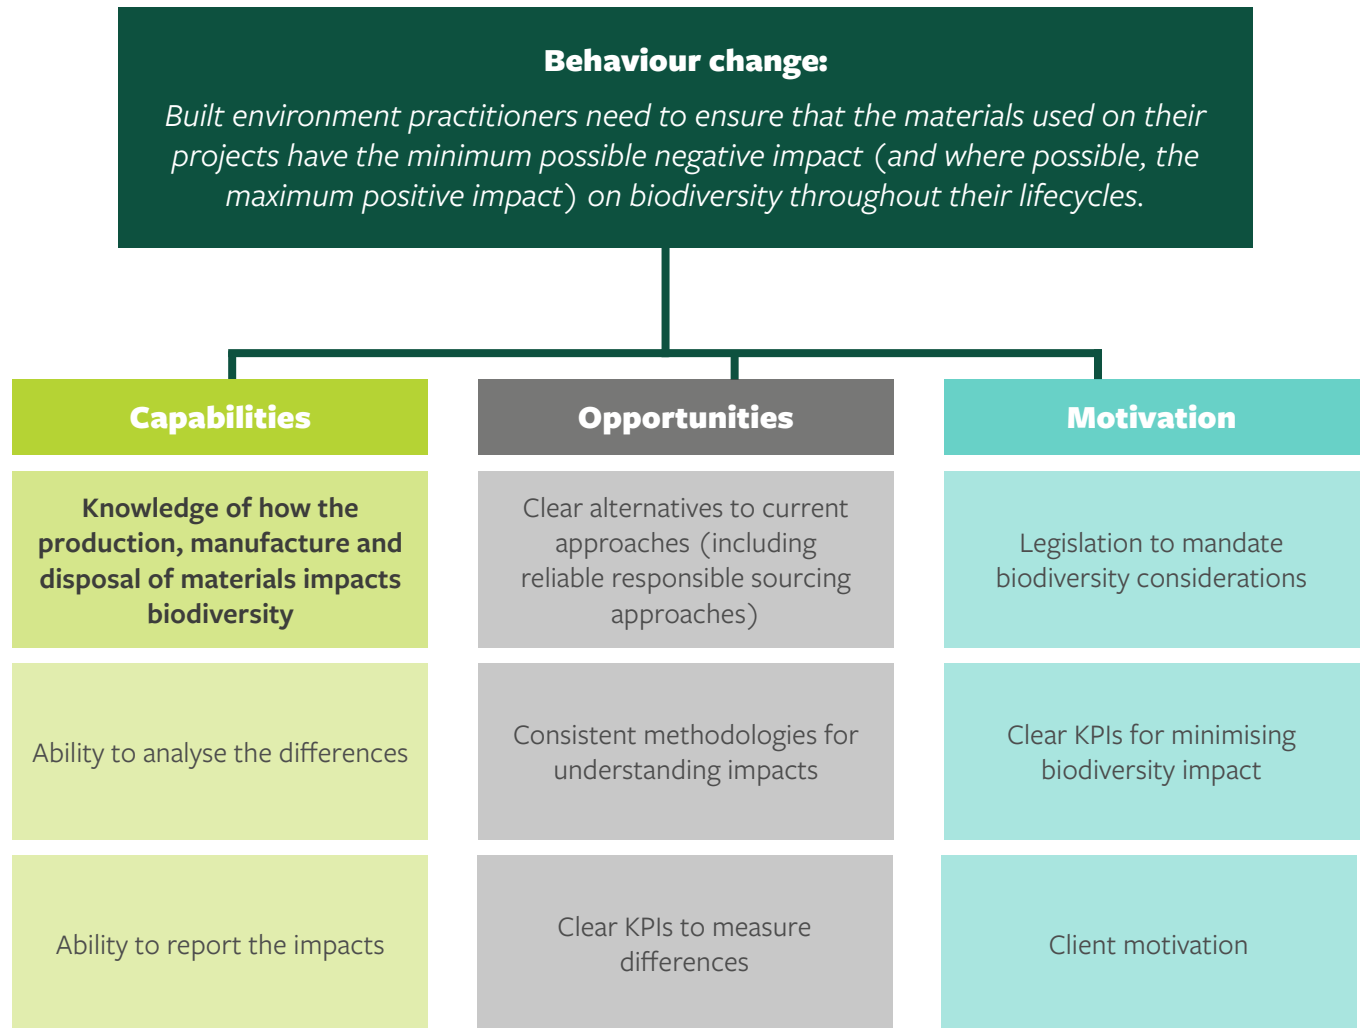 Behaviour change:
Built environment practitioners need to ensure that the materials used on their
projects have the minimum possible negative impact (and where possible, the
maximum positive impact) on biodiversity throughout their lifecycles.
Capabilities
Knowledge of how the
production, manufacture and
disposal of materials impacts
biodiversity
Ability to analyse the differences
Ability to report the impacts
Opportunities
Clear alternatives to current
approaches (including
reliable responsible sourcing
approaches)
Consistent methodologies for
understanding impacts
Clear KPIs to measure
differences
Motivation
Legislation to mandate
biodiversity considerations
Clear KPIs for minimising
biodiversity impact
Client motivation